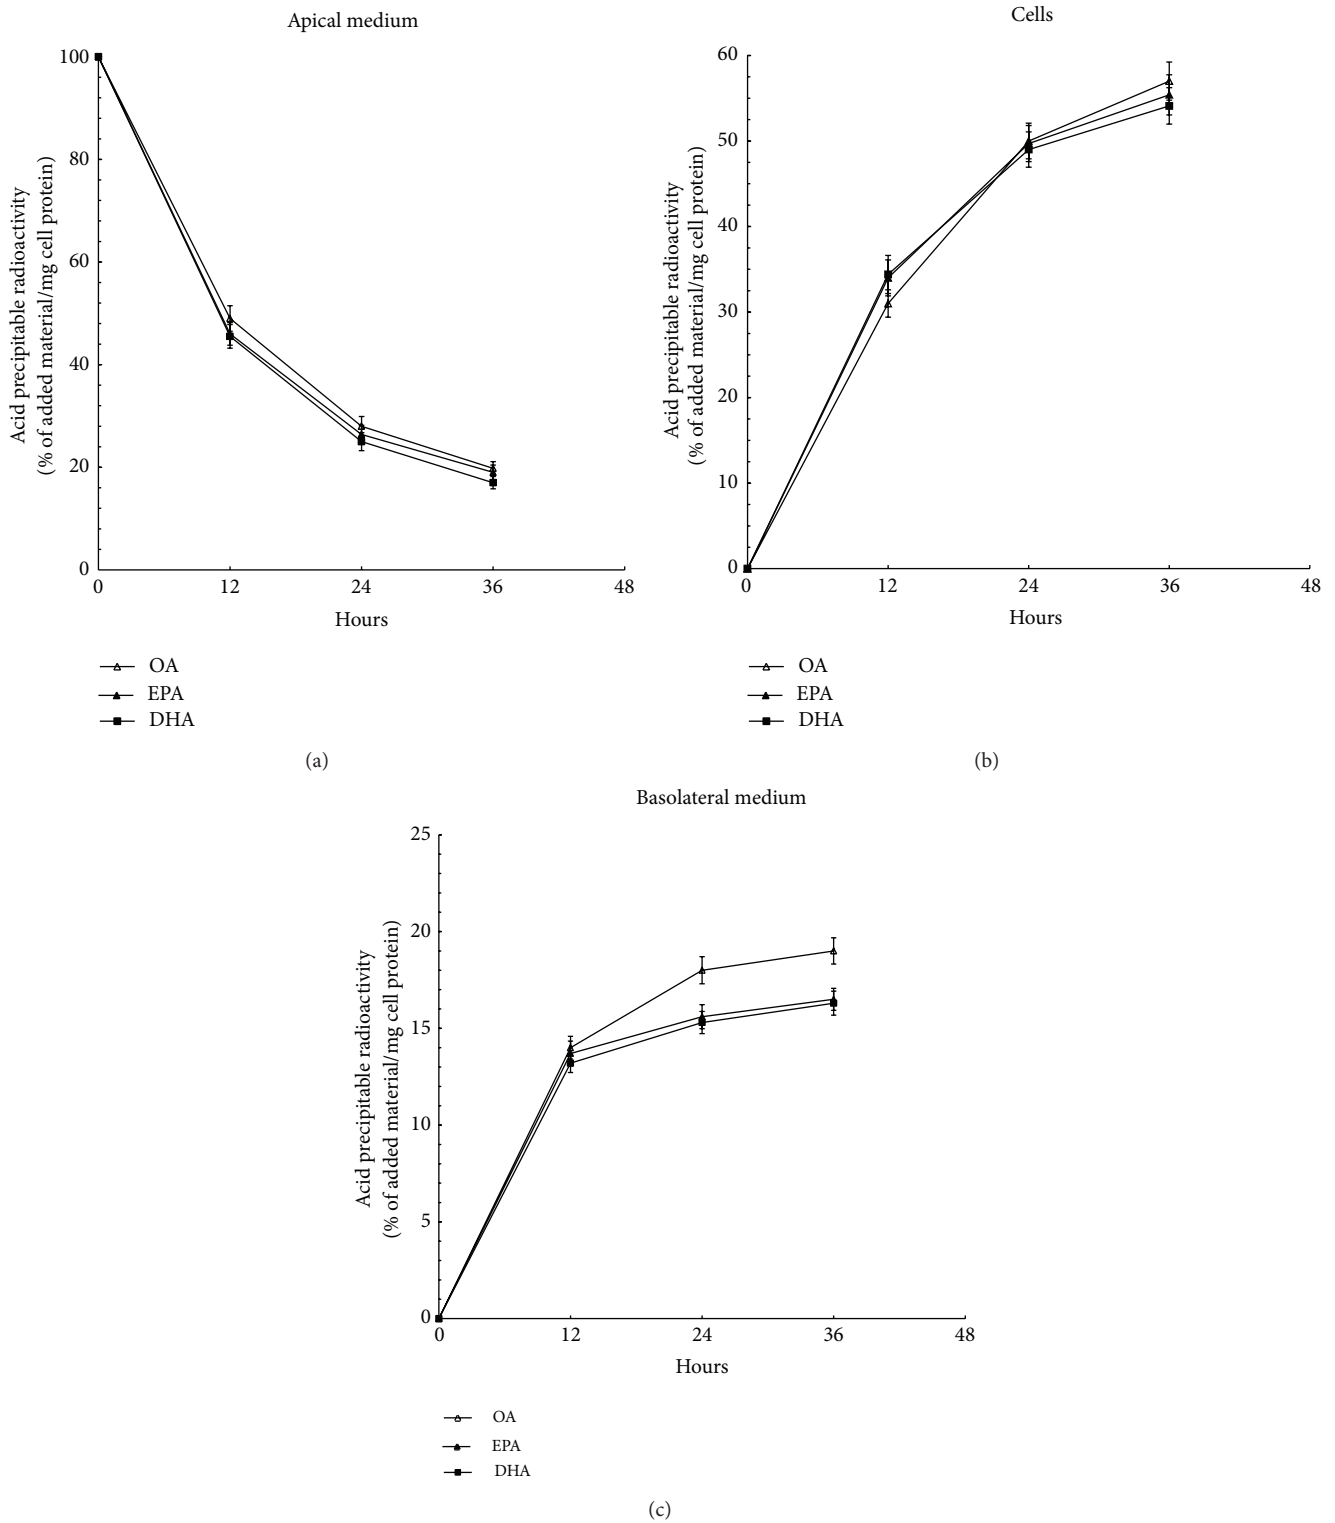 Apical medium
Acid precipitable radioactivity
(% of added material/mg cell protein)
100
80
60
40
20
0
0 12 24 36 48
Hours
OA
EPA
DHA
(a)
Cells
Acid precipitable radioactivity
(% of added material/mg cell protein)
60
50
40
30
20
10
0
0 12 24 36 48
Hours
OA
EPA
DHA
(b)
Basolateral medium
Acid precipitable radioactivity
(% of added material/mg cell protein)
25
20
15
10
5
0
0 12 24 36 48
Hours
OA
EPA
DHA
(c)